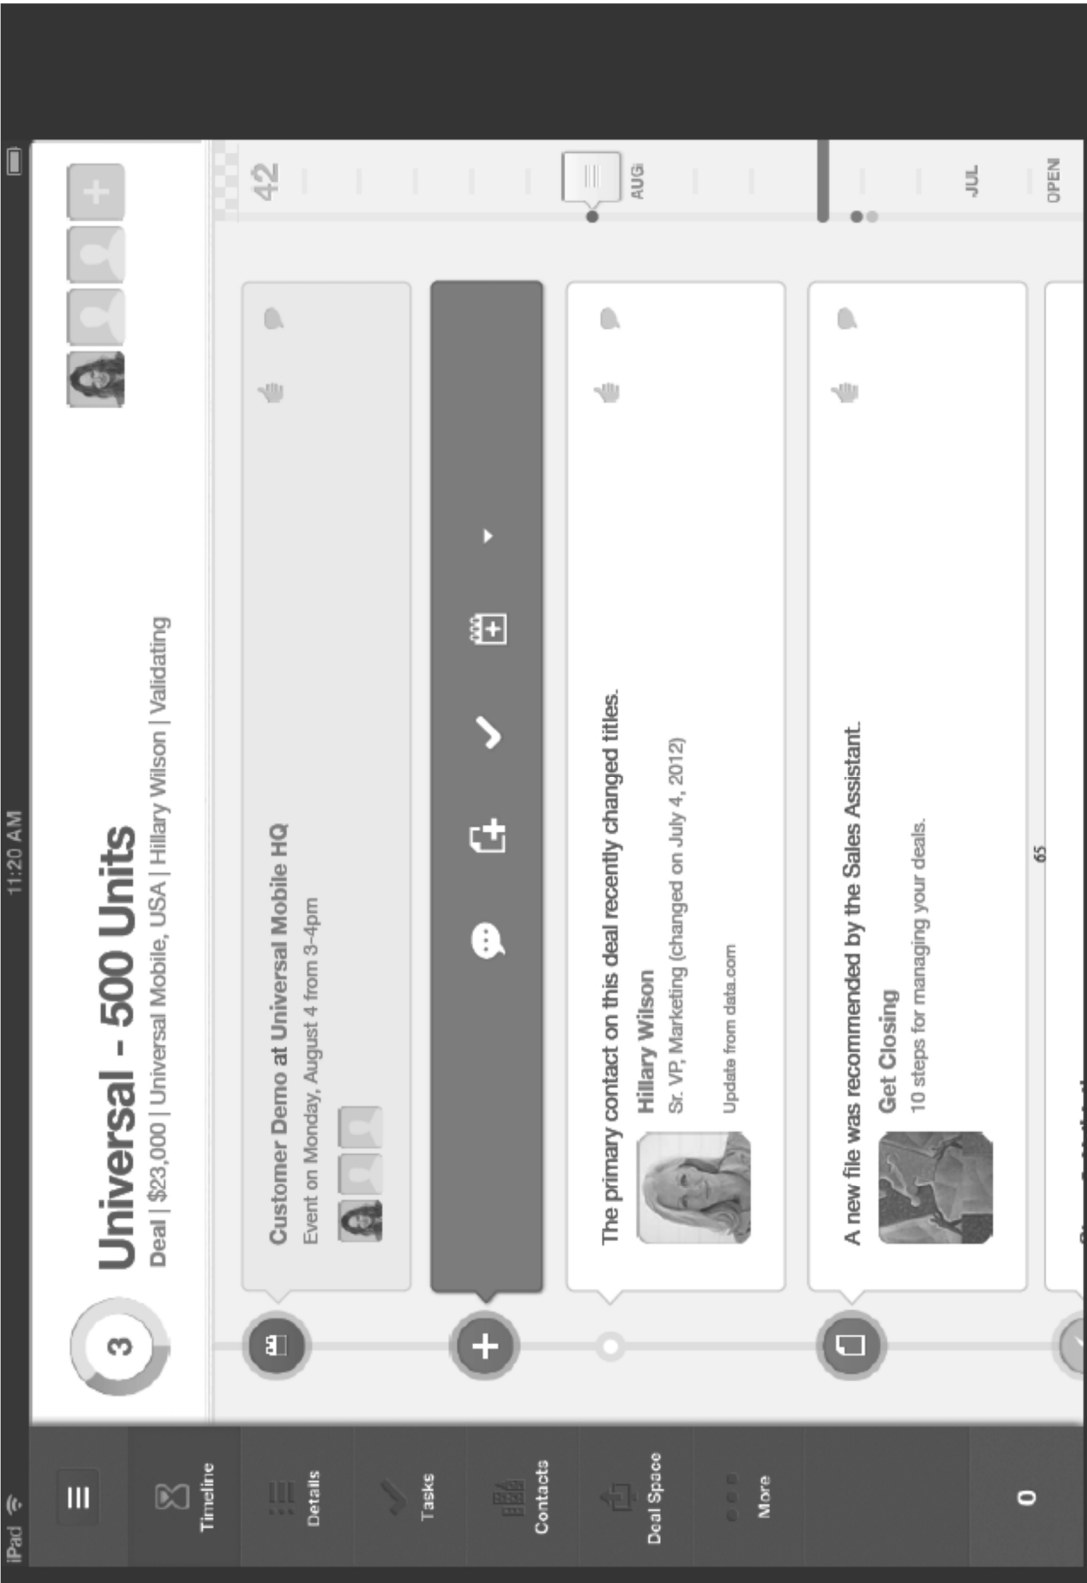 iPad
11:20 AM
Timeline
Details
Tasks
Contacts
Deal Space
More
0
3
Universal - 500 Units
Deal | $23,000 | Universal Mobile, USA | Hillary Wilson | Validating
Customer Demo at Universal Mobile HQ
Event on Monday, August 4 from 3-4pm
The primary contact on this deal recently changed titles.
Hillary Wilson
Sr. VP, Marketing (changed on July 4, 2012)
Update from data.com
A new file was recommended by the Sales Assistant.
Get Closing
10 steps for managing your deals.
65
42
AUG
JUL
OPEN